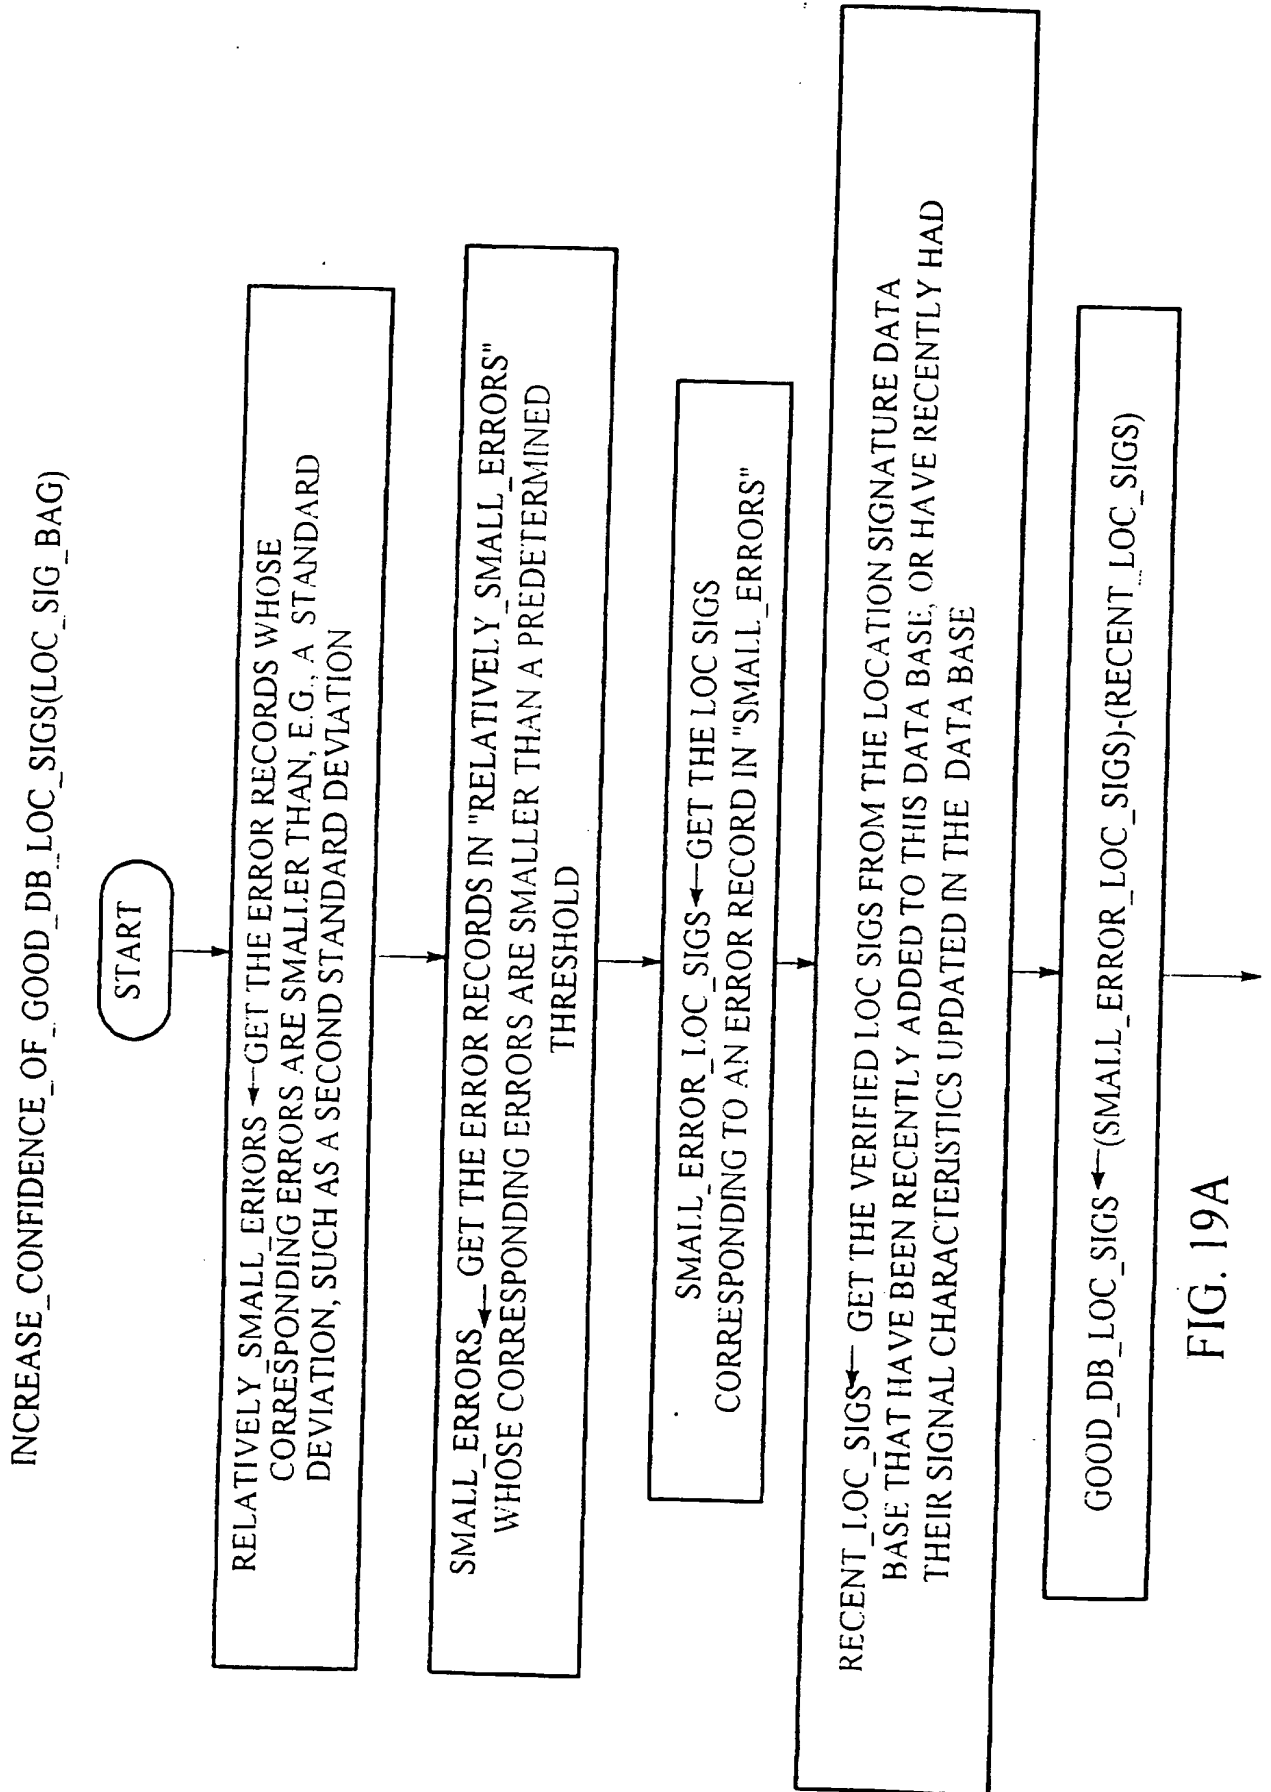 INCREASE_CONFIDENCE_OF_GOOD_DB_LOC_SIGS(LOC_SIG_BAG)
START
RELATIVELY_SMALL_ERRORS ←GET THE ERROR RECORDS WHOSE
CORRESPONDING ERRORS ARE SMALLER THAN, E.G., A STANDARD
DEVIATION, SUCH AS A SECOND STANDARD DEVIATION
SMALL_ERRORS← GET THE ERROR RECORDS IN "RELATIVELY_SMALL_ERRORS"
WHOSE CORRESPONDING ERRORS ARE SMALLER THAN A PREDETERMINED
THRESHOLD
SMALL_ERROR_LOC_SIGS←GET THE LOC SIGS
CORRESPONDING TO AN ERROR RECORD IN "SMALL_ERRORS"
RECENT_LOC_SIGS← GET THE VERIFIED LOC SIGS FROM THE LOCATION SIGNATURE DATA
BASE THAT HAVE BEEN RECENTLY ADDED TO THIS DATA BASE, OR HAVE RECENTLY HAD
THEIR SIGNAL CHARACTERISTICS UPDATED IN THE DATA BASE
GOOD_DB_LOC_SIGS←(SMALL_ERROR_LOC_SIGS)-(RECENT_LOC_SIGS)
FIG. 19A